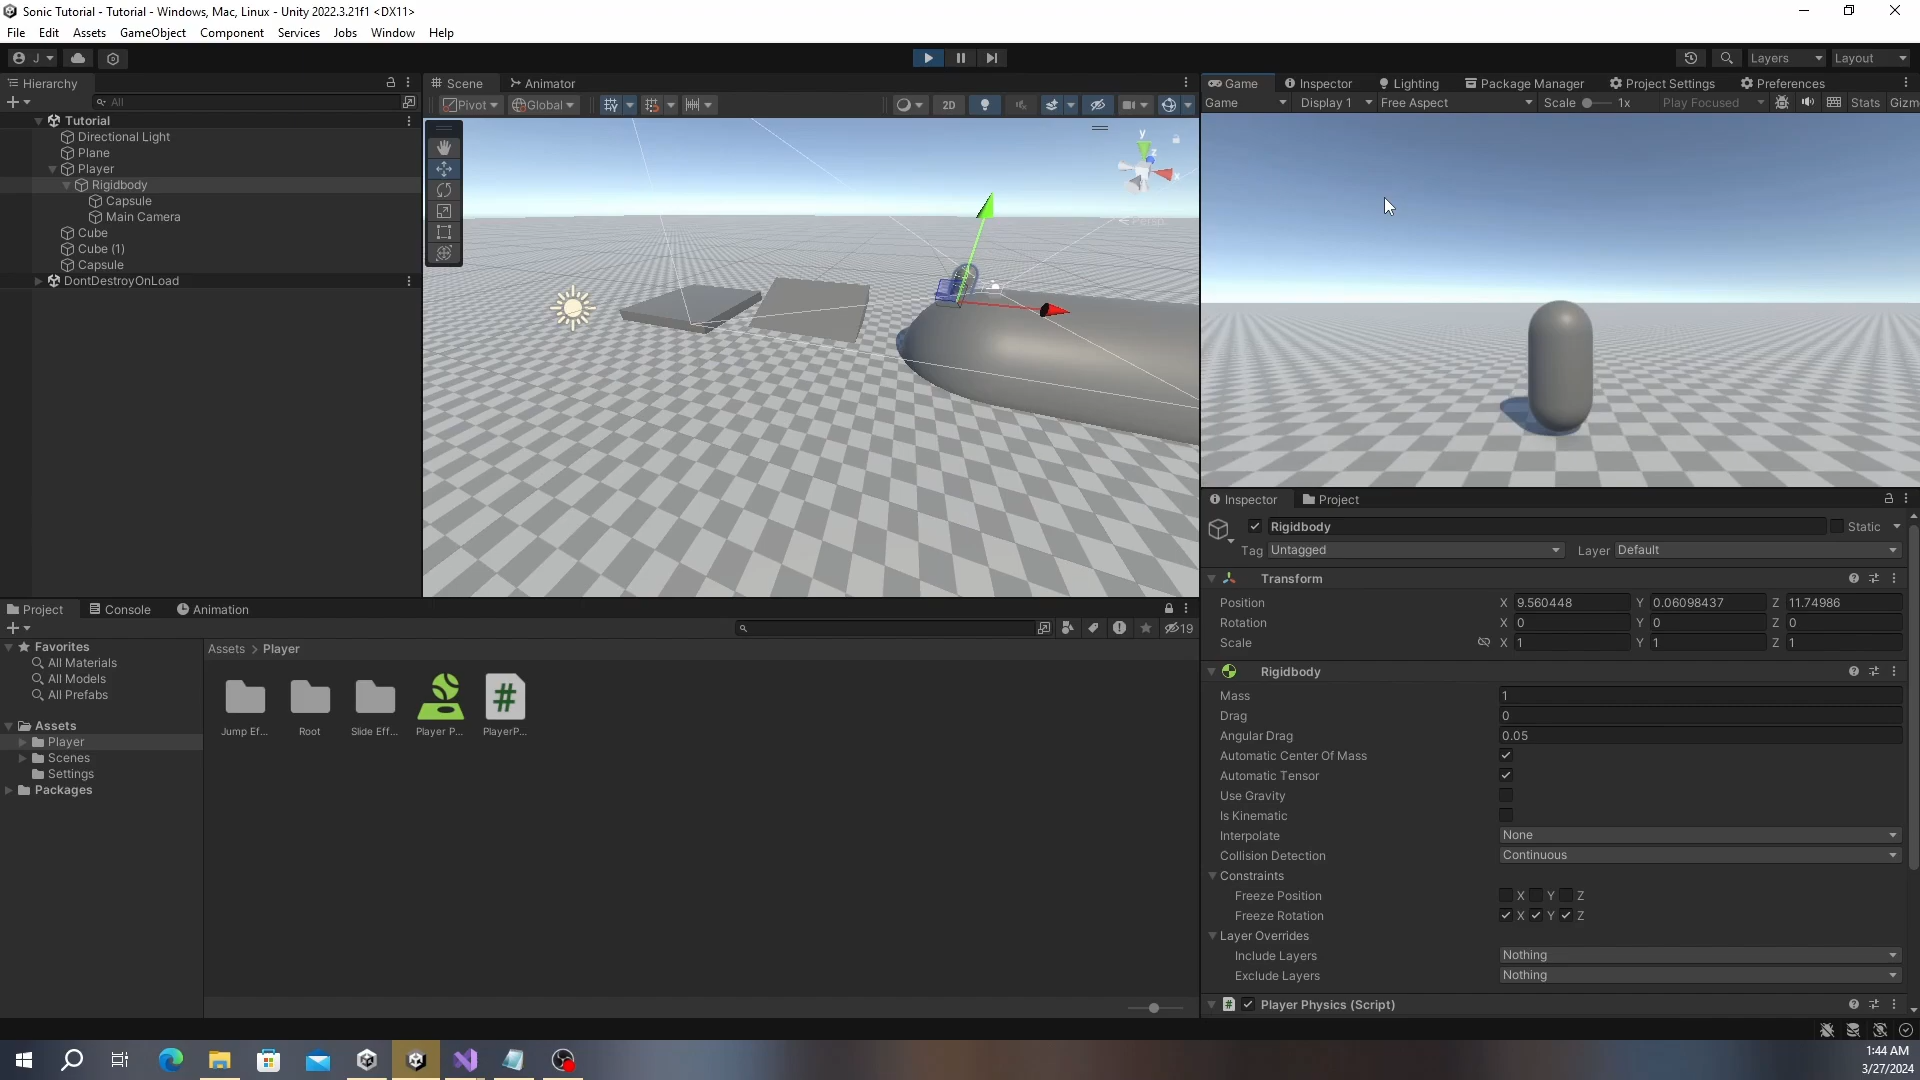 Sonic Tutorial - Tutorial - Windows, Mac, Linux - Unity 2022.3.21f1 <DX11>
File Edit Assets GameObject Component Services Jobs Window Help
J Layers Layout
Hierarchy Scene Animator Game Inspector Lighting Package Manager Project Settings Preferences
All Pivot Global 2D Game Display 1 Free Aspect Scale 1x Play Focused Stats Gizm
Tutorial
Directional Light
Plane
Player
Rigidbody
Capsule
Main Camera
Cube
Cube (1)
Capsule
DontDestroyOnLoad
y
z
x
Persp
Inspector Project
Rigidbody Static
Tag Untagged Layer Default
Transform
Position X 9.560448 Y 0.06098437 Z 11.74986
Rotation X 0 Y 0 Z 0
Scale X 1 Y 1 Z 1
Rigidbody
Mass 1
Drag 0
Angular Drag 0.05
Automatic Center Of Mass
Automatic Tensor
Use Gravity
Is Kinematic
Interpolate None
Collision Detection Continuous
Constraints
Freeze Position X Y Z
Freeze Rotation X Y Z
Layer Overrides
Include Layers Nothing
Exclude Layers Nothing
Player Physics (Script)
Project Console Animation
19
Favorites
All Materials
All Models
All Prefabs
Assets
Player
Scenes
Settings
Packages
Assets > Player
Jump Ef... Root Slide Eff... Player P... PlayerP...
1:44 AM
3/27/2024